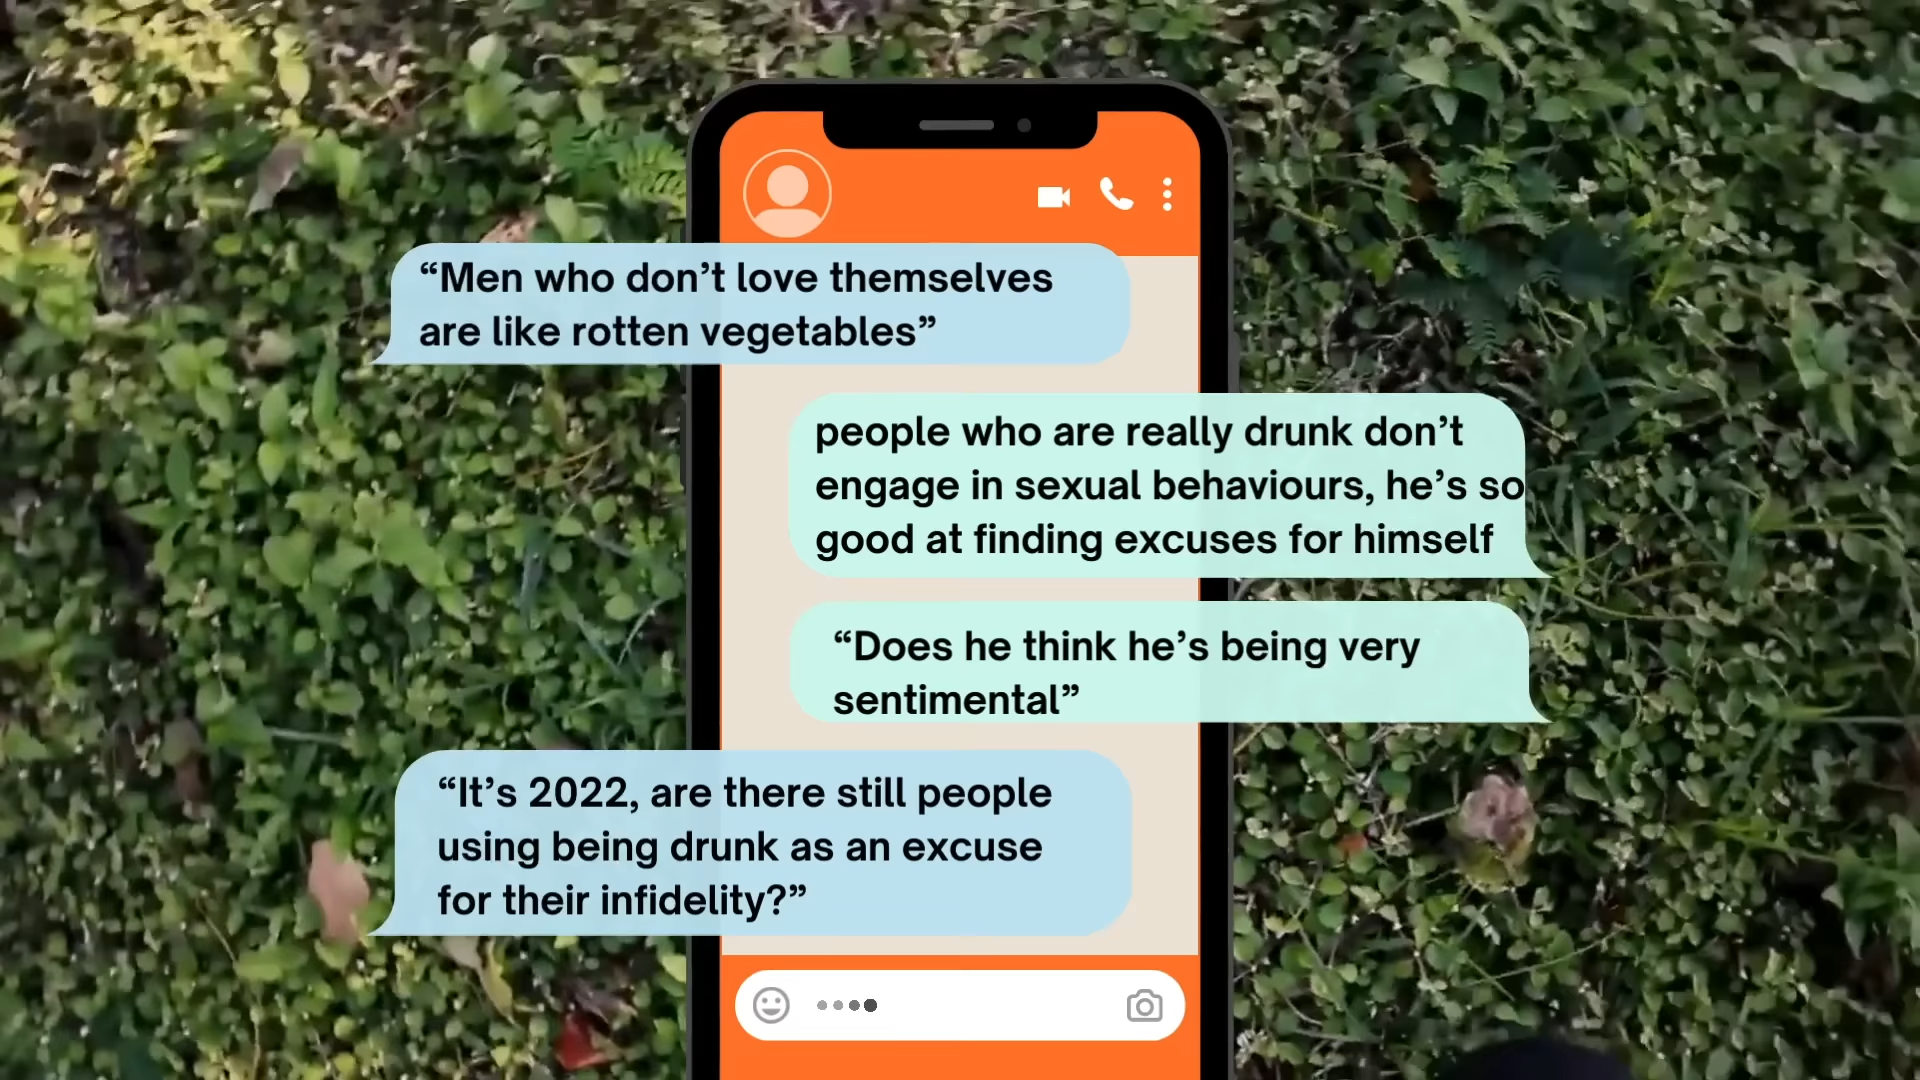 “Men who don’t love themselves
are like rotten vegetables”
people who are really drunk don’t
engage in sexual behaviours, he’s so
good at finding excuses for himself
“Does he think he’s being very
sentimental”
“It’s 2022, are there still people
using being drunk as an excuse
for their infidelity?”